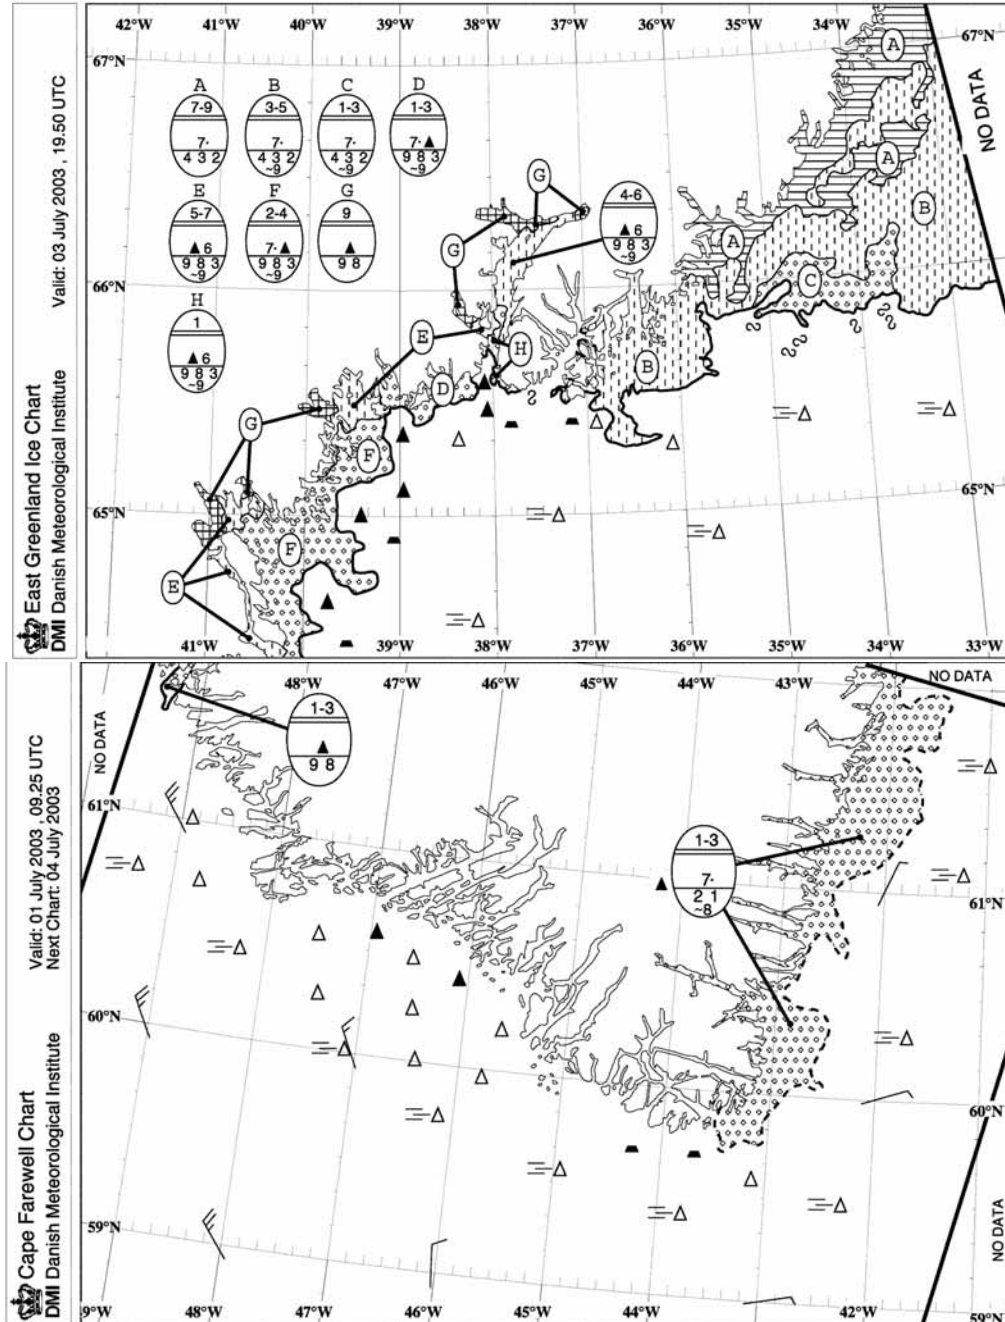 East Greenland Ice Chart
DMI Danish Meteorological Institute
Valid: 03 July 2003 , 19.50 UTC
42°W 41°W 40°W 39°W 38°W 37°W 36°W 35°W 34°W
67°N
67°N
NO DATA
A B C D
7-9 3-5 1-3 1-3
7· 7· 7· 7·
4 3 2 4 3 2 4 3 2 9 8 3
~9 ~9 ~9
E F G
5-7 2-4 9
6 7·
9 8 3 9 8 3 9 8
~9 ~9
H
1
6
9 8 3
~9
4-6
6
9 8 3
~9
A
A
B
A
C
G
G
66°N
66°N
E
H
B
D
G
F
65°N
65°N
F
E
41°W 39°W 38°W 37°W 36°W 35°W 34°W 33°W
Cape Farewell Chart
DMI Danish Meteorological Institute
Valid: 01 July 2003 , 09.25 UTC
Next Chart: 04 July 2003
48°W 47°W 46°W 45°W 44°W 43°W
NO DATA
NO DATA
1-3
9 8
61°N
1-3
7·
2 1
~8
61°N
60°N
60°N
59°N
NO DATA
49°W 48°W 47°W 46°W 45°W 44°W 42°W 59°N